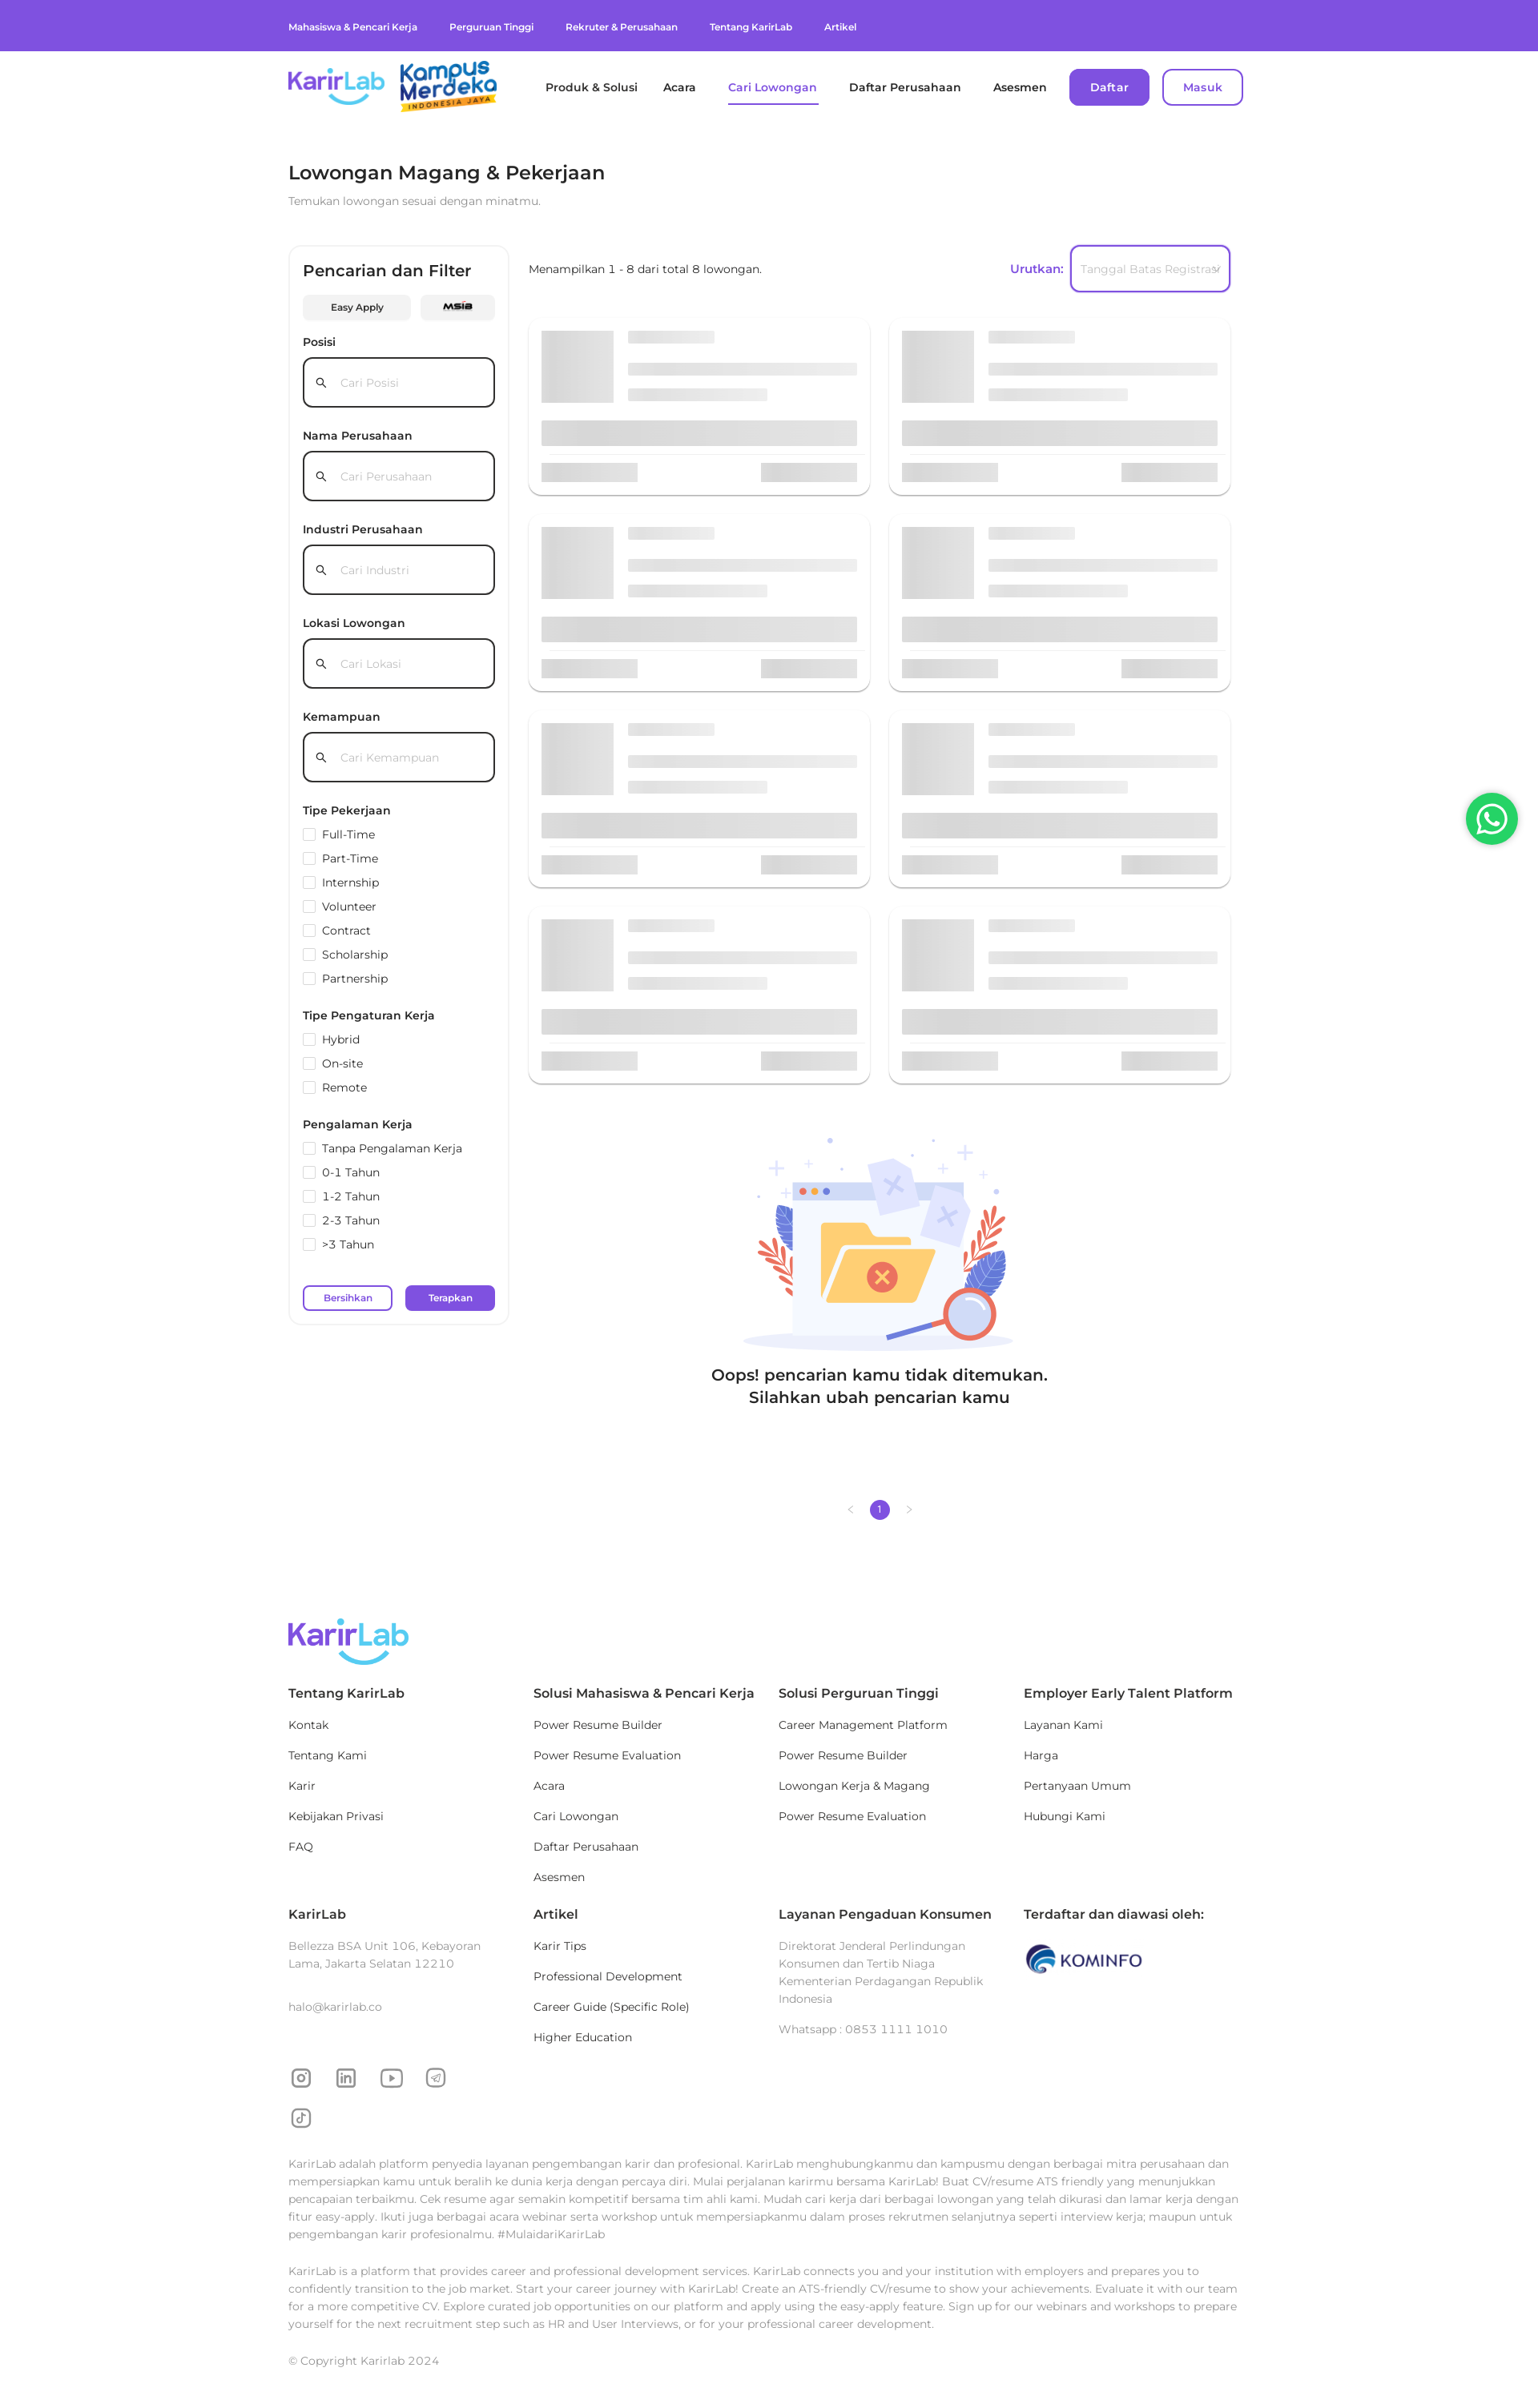 Mahasiswa & Pencari Kerja
Perguruan Tinggi
Rekruter & Perusahaan
Tentang KarirLab
Artikel
KarirLab
Kampus
Merdeka
INDONESIA JAYA
Produk & Solusi
Acara
Cari Lowongan
Daftar Perusahaan
Asesmen
Daftar
Masuk
Lowongan Magang & Pekerjaan
Temukan lowongan sesuai dengan minatmu.
Pencarian dan Filter
Easy Apply
MSIB
Posisi
Cari Posisi
Nama Perusahaan
Cari Perusahaan
Industri Perusahaan
Cari Industri
Lokasi Lowongan
Cari Lokasi
Kemampuan
Cari Kemampuan
Tipe Pekerjaan
Full-Time
Part-Time
Internship
Volunteer
Contract
Scholarship
Partnership
Tipe Pengaturan Kerja
Hybrid
On-site
Remote
Pengalaman Kerja
Tanpa Pengalaman Kerja
0-1 Tahun
1-2 Tahun
2-3 Tahun
>3 Tahun
Bersihkan
Terapkan
Menampilkan 1 - 8 dari total 8 lowongan.
Urutkan:
Tanggal Batas Registrasi
Oops! pencarian kamu tidak ditemukan.
Silahkan ubah pencarian kamu
1
KarirLab
Tentang KarirLab
Kontak
Tentang Kami
Karir
Kebijakan Privasi
FAQ
Solusi Mahasiswa & Pencari Kerja
Power Resume Builder
Power Resume Evaluation
Acara
Cari Lowongan
Daftar Perusahaan
Asesmen
Solusi Perguruan Tinggi
Career Management Platform
Power Resume Builder
Lowongan Kerja & Magang
Power Resume Evaluation
Employer Early Talent Platform
Layanan Kami
Harga
Pertanyaan Umum
Hubungi Kami
KarirLab
Bellezza BSA Unit 106, Kebayoran
Lama, Jakarta Selatan 12210
halo@karirlab.co
Artikel
Karir Tips
Professional Development
Career Guide (Specific Role)
Higher Education
Layanan Pengaduan Konsumen
Direktorat Jenderal Perlindungan
Konsumen dan Tertib Niaga
Kementerian Perdagangan Republik
Indonesia
Whatsapp : 0853 1111 1010
Terdaftar dan diawasi oleh:
KOMINFO
KarirLab adalah platform penyedia layanan pengembangan karir dan profesional. KarirLab menghubungkanmu dan kampusmu dengan berbagai mitra perusahaan dan
mempersiapkan kamu untuk beralih ke dunia kerja dengan percaya diri. Mulai perjalanan karirmu bersama KarirLab! Buat CV/resume ATS friendly yang menunjukkan
pencapaian terbaikmu. Cek resume agar semakin kompetitif bersama tim ahli kami. Mudah cari kerja dari berbagai lowongan yang telah dikurasi dan lamar kerja dengan
fitur easy-apply. Ikuti juga berbagai acara webinar serta workshop untuk mempersiapkanmu dalam proses rekrutmen selanjutnya seperti interview kerja; maupun untuk
pengembangan karir profesionalmu. #MulaidariKarirLab
KarirLab is a platform that provides career and professional development services. KarirLab connects you and your institution with employers and prepares you to
confidently transition to the job market. Start your career journey with KarirLab! Create an ATS-friendly CV/resume to show your achievements. Evaluate it with our team
for a more competitive CV. Explore curated job opportunities on our platform and apply using the easy-apply feature. Sign up for our webinars and workshops to prepare
yourself for the next recruitment step such as HR and User Interviews, or for your professional career development.
© Copyright Karirlab 2024